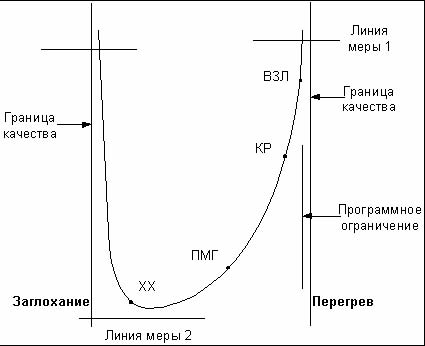 Линия
меры 1
ВЗЛ
Граница
качества
Граница
качества
КР
Программное
ограничение
ПМГ
ХХ
Заглохание
Перегрев
Линия меры 2